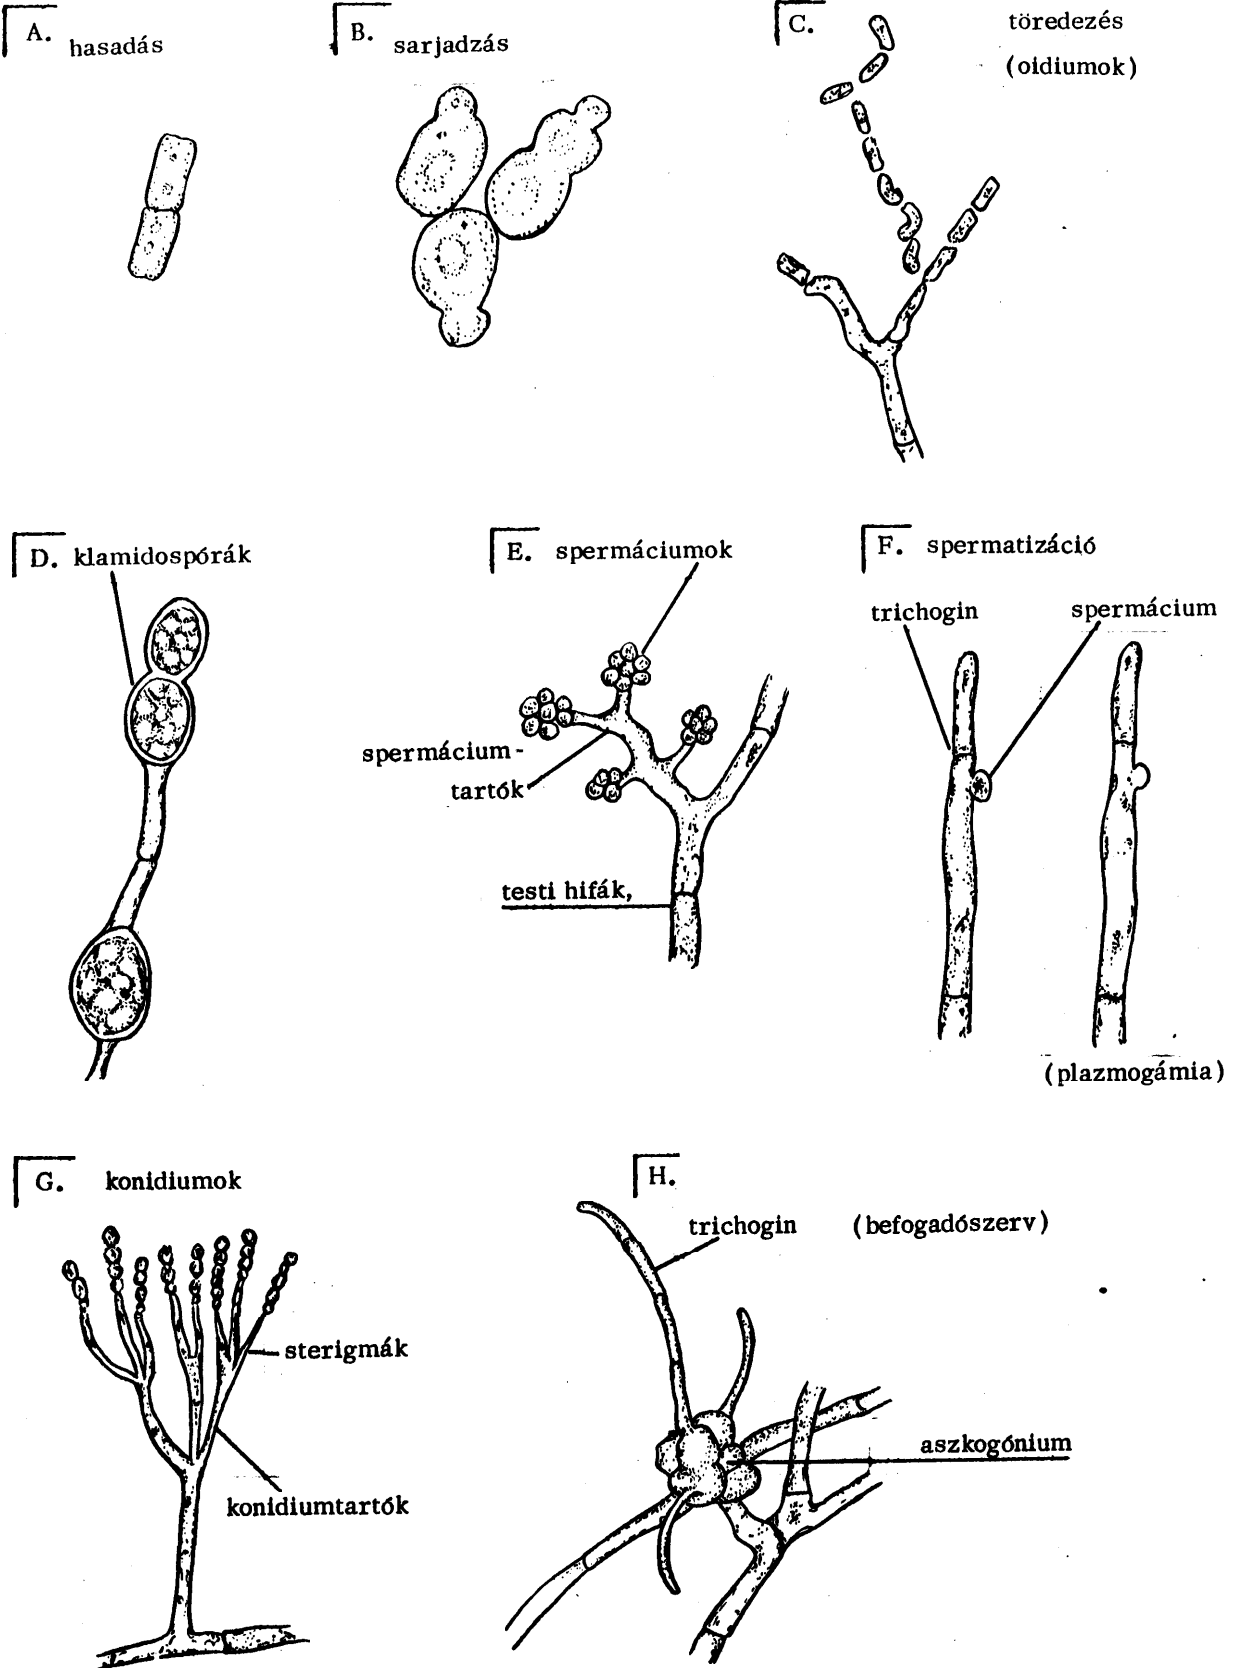 A. hasadás
B. sarjadzás
C. töredezés
(oidiumok)
D. klamidospórák
E. spermáciumok
spermácium-
tartók
testi hifák,
F. spermatizáció
trichogin
spermácium
(plazmogámia)
G. konidiumok
sterigmák
konidiumtartók
H.
trichogin (befogadószerv)
aszkogónium